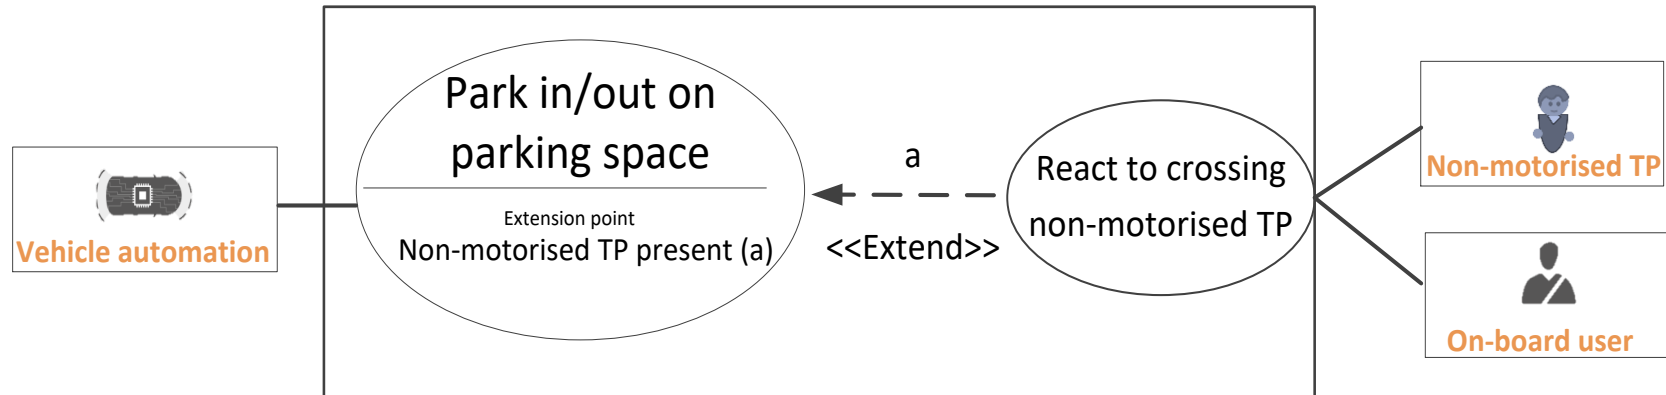 Park in/out on
parking space
Extension point
Non-motorised TP present (a)
Vehicle automation
a
<<Extend>>
React to crossing
non-motorised TP
Non-motorised TP
On-board user